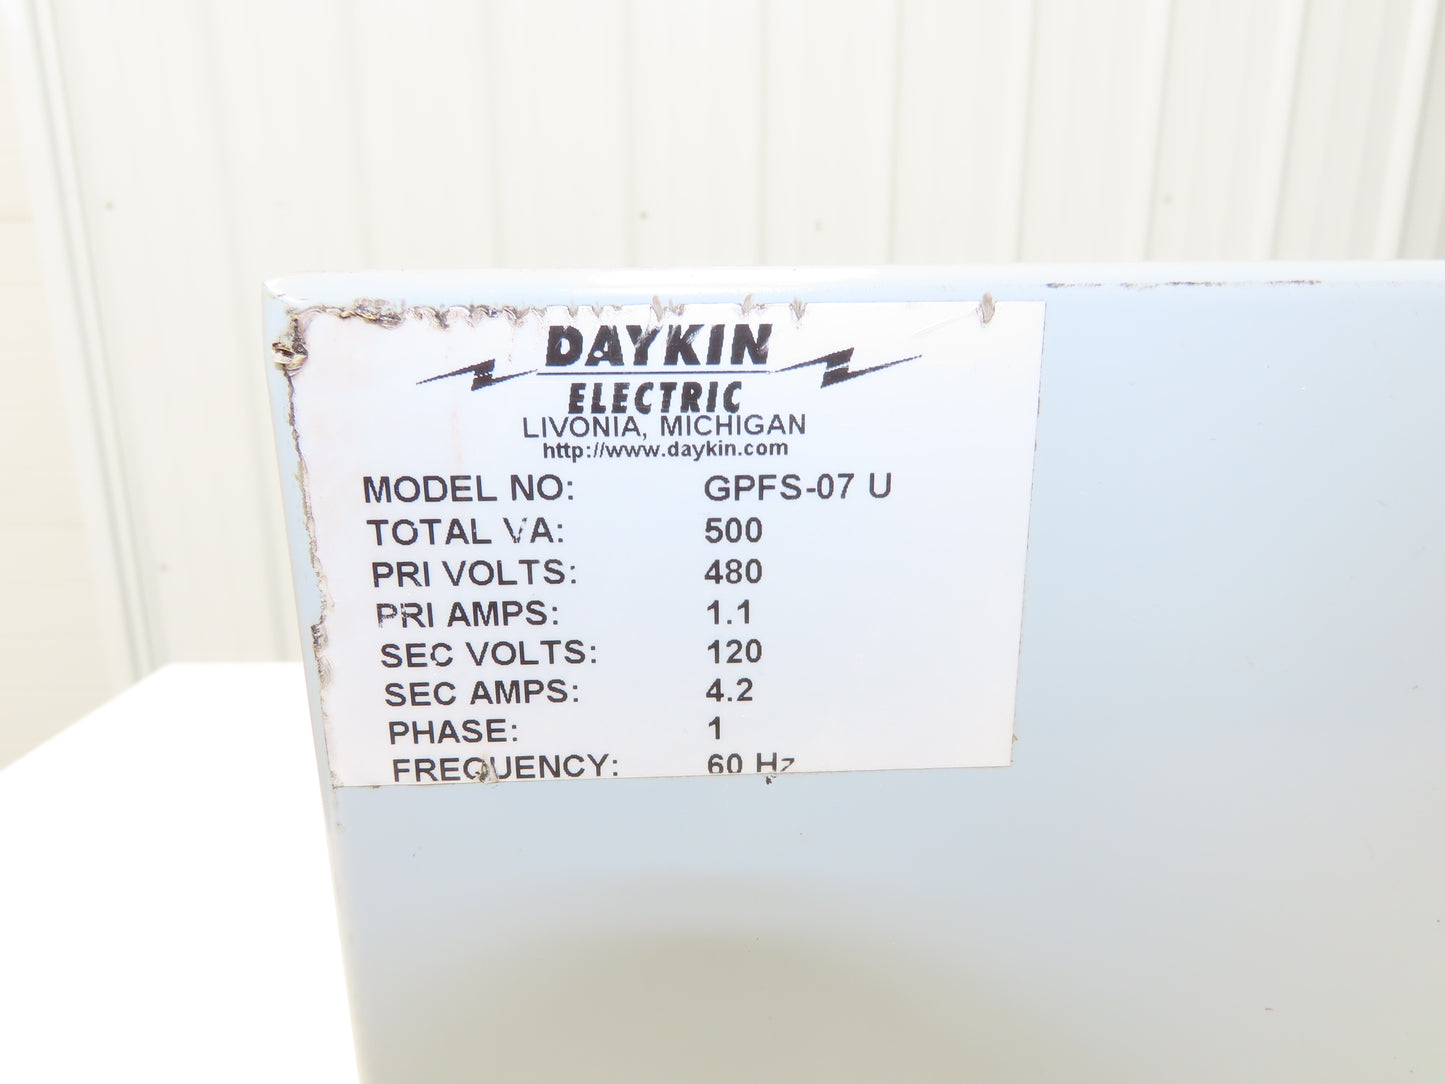 DAYKIN
ELECTRIC
LIVONIA, MICHIGAN
http://www.daykin.com
MODEL NO: GPFS-07 U
TOTAL VA: 500
PRI VOLTS: 480
PRI AMPS: 1.1
SEC VOLTS: 120
SEC AMPS: 4.2
PHASE: 1
FREQUENCY: 60 Hz